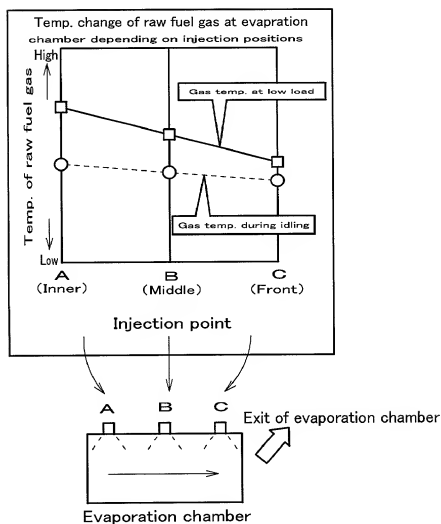 Temp. change of raw fuel gas at evapration
chamber depending on injection positions
High
Temp. of raw fuel gas
Gas temp. at low load
Gas temp. during idling
Low
A B C
(Inner) (Middle) (Front)
Injection point
A B C
Exit of evaporation chamber
Evaporation chamber